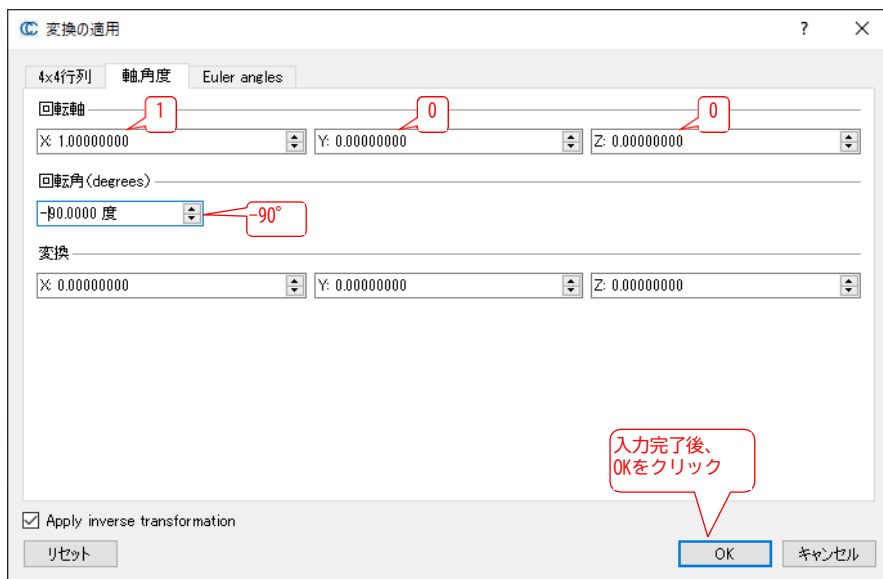 変換の適用
4x4行列 軸,角度 Euler angles
回転軸
1 0 0
X: 1.00000000 Y: 0.00000000 Z: 0.00000000
回転角(degrees)
-90.0000 度 -90°
変換
X: 0.00000000 Y: 0.00000000 Z: 0.00000000
入力完了後、
OKをクリック
Apply inverse transformation
リセット OK キャンセル